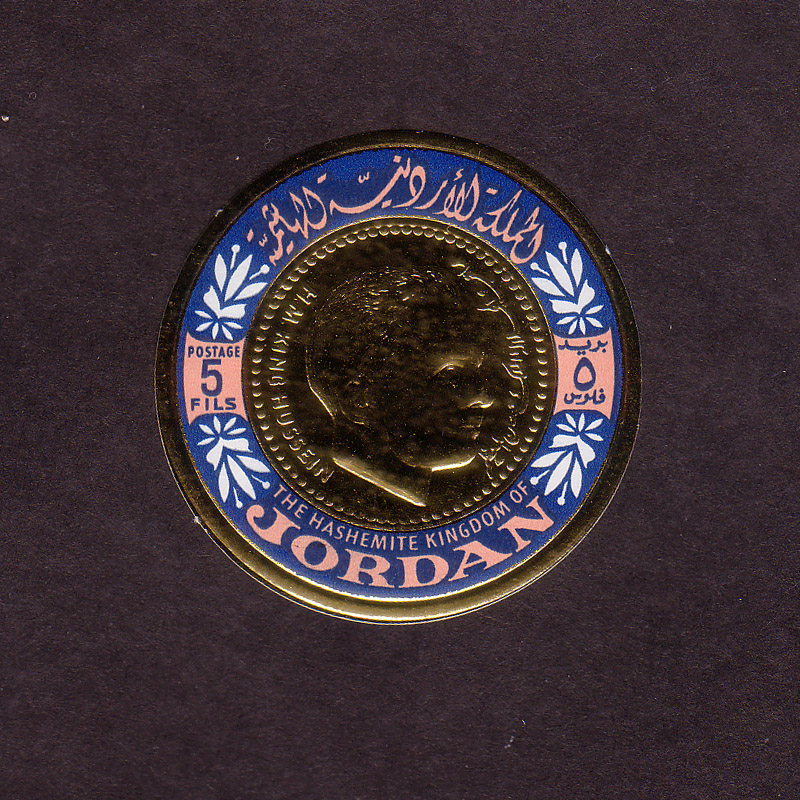 المملكة الأردنية الهاشمية
H.M KING HUSSEIN
POSTAGE
5
FILS
بريد
٥
فلوس
THE HASHEMITE KINGDOM OF
JORDAN